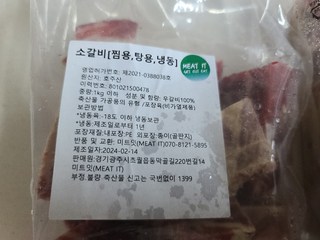 소갈비[찜용,탕용,냉동]
영업허가번호: 제2021-0388038호
원산지: 호주산
이력번호: 801021500478
중량:1kg 이하 성분 및 함량: 우갈비100%
축산물 가공품의 유형 /포장육(비가열제품)
*냉동육:-18도 이하 냉동보관
*냉동:제조일로부터 1년
포장재질:내포장:PE 외포장:종이(골판지)
반품 및 교환: 미트잇(MEAT IT)070-8121-5895
제조일자:2024-02-14
판매원:경기광주시초월읍동막골길220번길14
미트잇(MEAT IT)
부정.불량 축산물 신고는 국번없이 1399
MEAT IT
WE ALL EAT